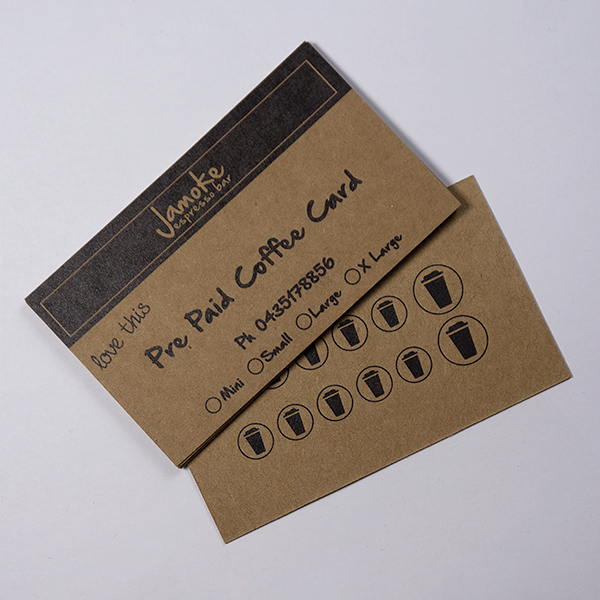 Jamoke
espresso bar
love this
Pre Paid Coffee Card
Ph 0435178856
Mini Small Large X Large